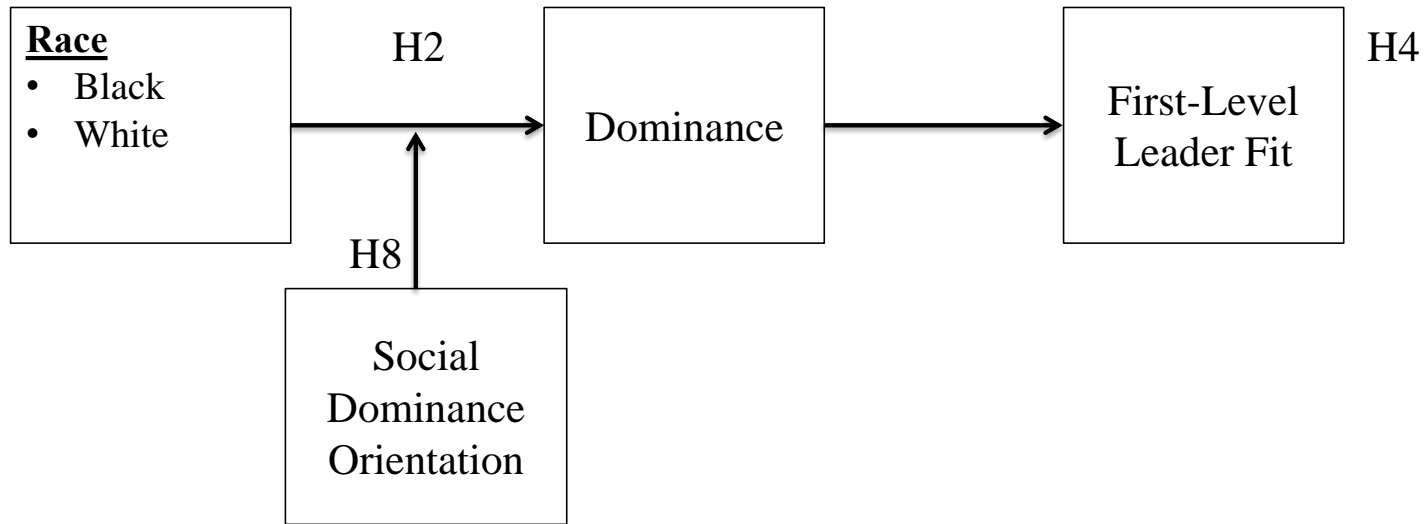 Race
• Black
• White
H2
Dominance
First-Level
Leader Fit
H4
H8
Social
Dominance
Orientation